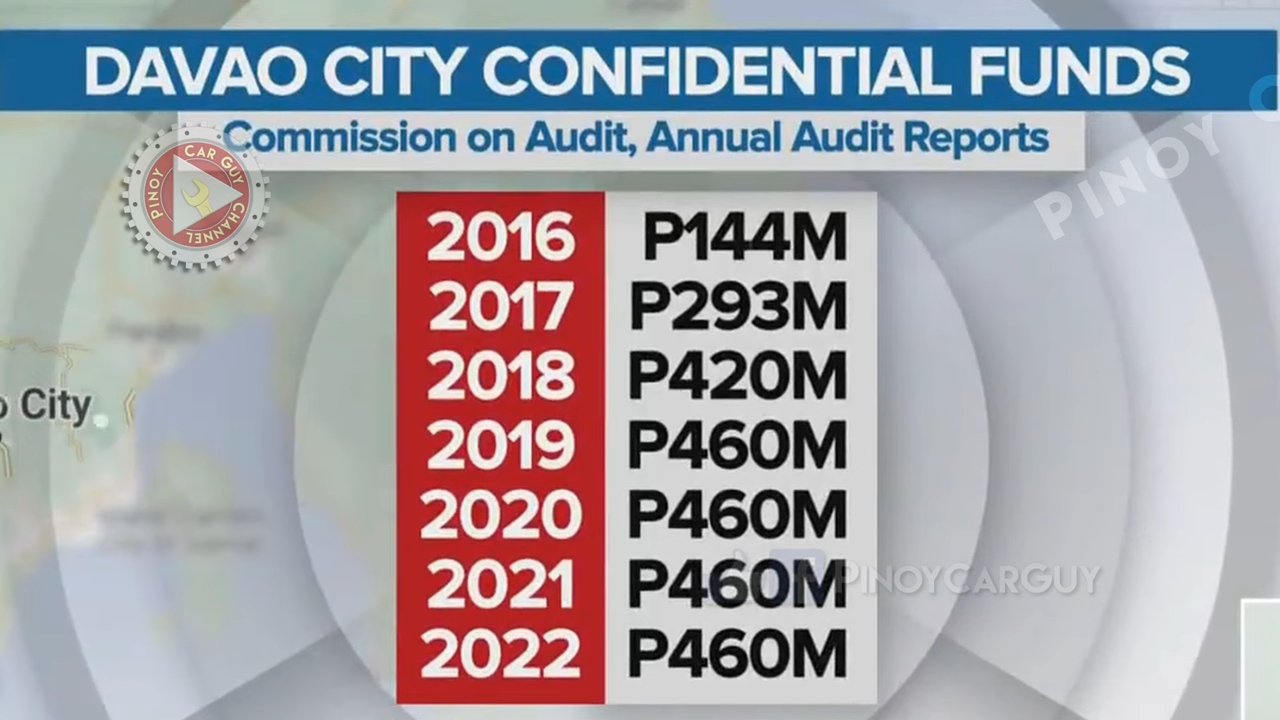 DAVAO CITY CONFIDENTIAL FUNDS
Commission on Audit, Annual Audit Reports
PINOY
PINOY CAR GUY CHANNEL
2016 P144M
2017 P293M
2018 P420M
2019 P460M
City
2020 P460M
2021 P460M
PINOYCARGUY
2022 P460M